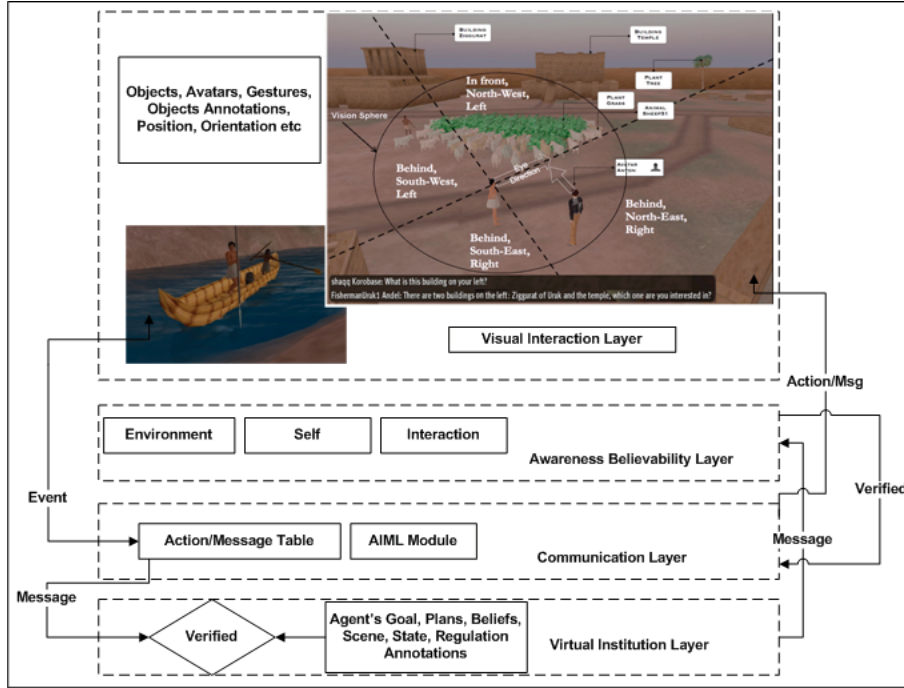 Objects, Avatars, Gestures,
Objects Annotations,
Position, Orientation etc
BUILDING
ZIGGURAT
BUILDING
TEMPLE
PLANT
TREE
In front,
North-West,
Left
PLANT
GRASS
ANIMAL
SHEEP51
Vision Sphere
Behind,
South-West,
Left
Eye
Direction
AVATAR
ANTON
Behind,
North-East,
Right
Behind,
South-East,
Right
shaqq Korobase: What is this building on your left?
FishermanUruk1 Andel: There are two buildings on the left: Ziggurat of Uruk and the temple, which one are you interested in?
Visual Interaction Layer
Action/Msg
Environment
Self
Interaction
Awareness Believability Layer
Event
Verified
Action/Message Table
AIML Module
Communication Layer
Message
Message
Verified
Agent's Goal, Plans, Beliefs,
Scene, State, Regulation
Annotations
Virtual Institution Layer